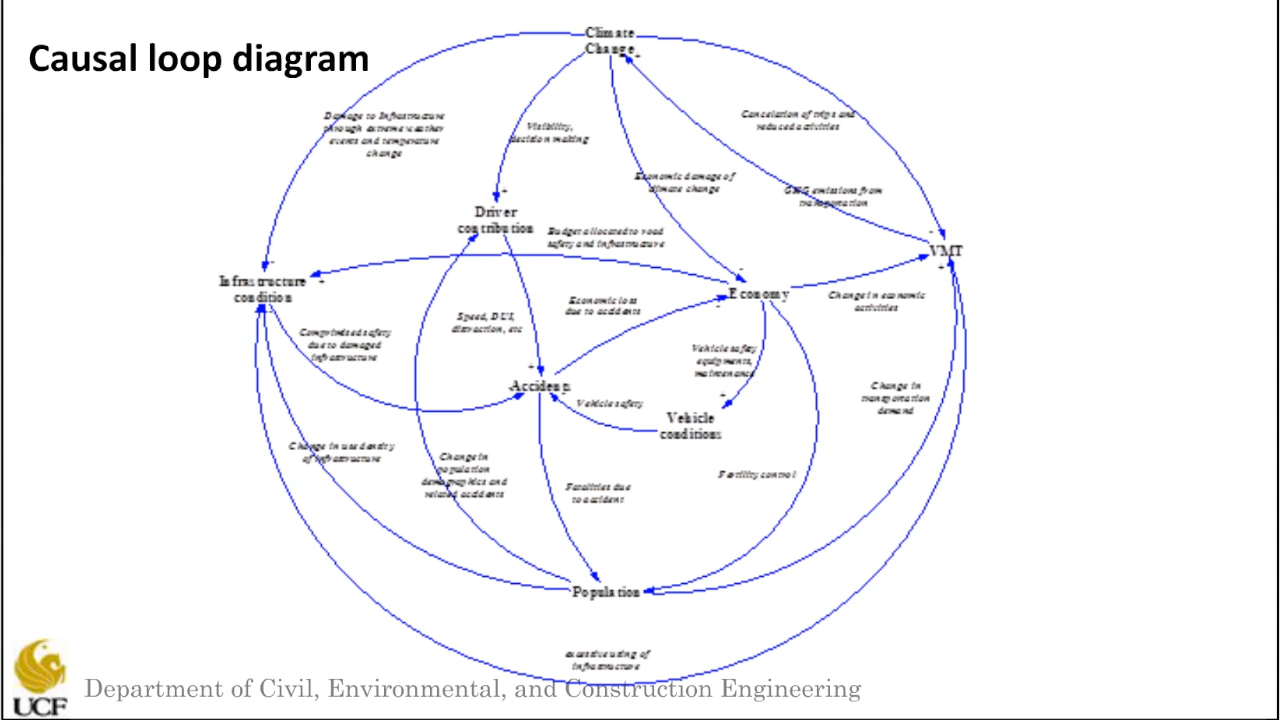 Causal loop diagram
Climate
Change
+
Damage to Infrastructure
through extreme weather
events and temperature
change
Visibility,
decision making
Cancelation of trips and
reduced activities
Economic damage of
climate change
GHG emissions from
transportation
+
Driver
contribution
Budget allocated to road
safety and infrastructure
-
VMT
+
-
Infrastructure
condition
+
-
Economy
-
Change in economic
activities
Economic loss
due to accidents
Speed, DUI,
distraction, etc
Comprimised safety
due to damaged
infrastructure
Vehicle safety
equipments,
maintenance
+
Accidents
-
Vehicle safety
+
Vehicle
conditions
Change in
transportation
demand
Change in use density
of infrastructure
Change in
population
demographics and
related accidents
Fatalities due
to accident
Fertility control
Population
excessive using of
infrastructure
Department of Civil, Environmental, and Construction Engineering
UCF